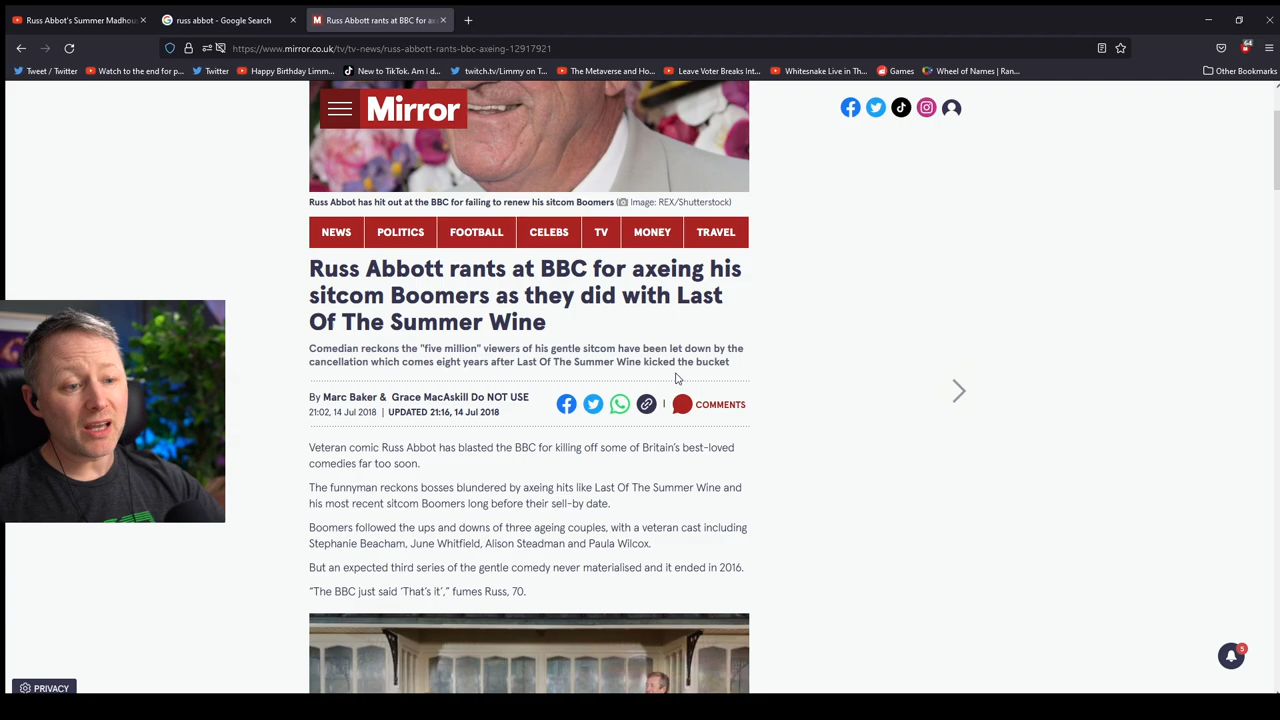 Russ Abbot's Summer Madhou
russ abbot - Google Search
Russ Abbott rants at BBC for axe
https://www.mirror.co.uk/tv/tv-news/russ-abbott-rants-bbc-axeing-12917921
64
Tweet / Twitter
Watch to the end for p...
Twitter
Happy Birthday Limm...
New to TikTok. Am I d...
twitch.tv/Limmy on T...
The Metaverse and Ho...
Leave Voter Breaks Int...
Whitesnake Live in Th...
Games
Wheel of Names | Ran...
Other Bookmarks
Mirror
Russ Abbot has hit out at the BBC for failing to renew his sitcom Boomers (Image: REX/Shutterstock)
NEWS POLITICS FOOTBALL CELEBS TV MONEY TRAVEL
Russ Abbott rants at BBC for axeing his
sitcom Boomers as they did with Last
Of The Summer Wine
Comedian reckons the "five million" viewers of his gentle sitcom have been let down by the
cancellation which comes eight years after Last Of The Summer Wine kicked the bucket
By Marc Baker & Grace MacAskill Do NOT USE
21:02, 14 Jul 2018 | UPDATED 21:16, 14 Jul 2018
COMMENTS
Veteran comic Russ Abbot has blasted the BBC for killing off some of Britain's best-loved
comedies far too soon.
The funnyman reckons bosses blundered by axeing hits like Last Of The Summer Wine and
his most recent sitcom Boomers long before their sell-by date.
Boomers followed the ups and downs of three ageing couples, with a veteran cast including
Stephanie Beacham, June Whitfield, Alison Steadman and Paula Wilcox.
But an expected third series of the gentle comedy never materialised and it ended in 2016.
“The BBC just said ‘That’s it’,” fumes Russ, 70.
5
PRIVACY